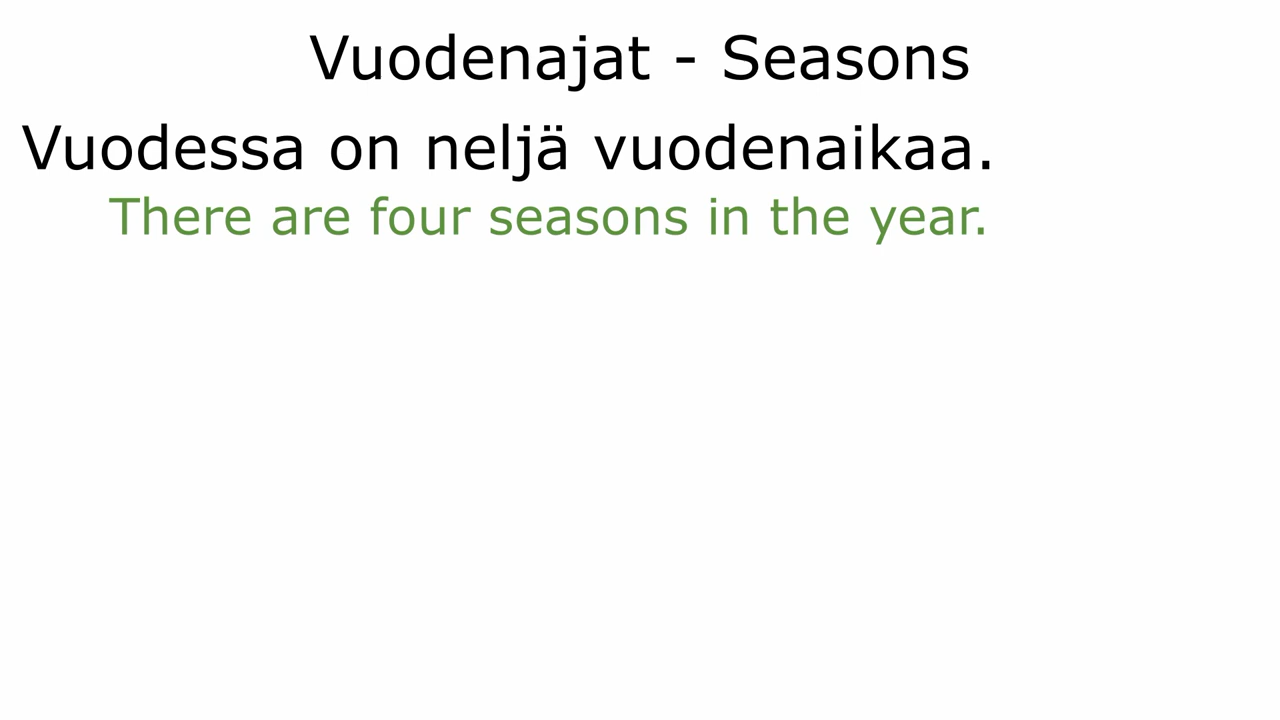 Vuodenajat - Seasons
Vuodessa on neljä vuodenaikaa.
There are four seasons in the year.